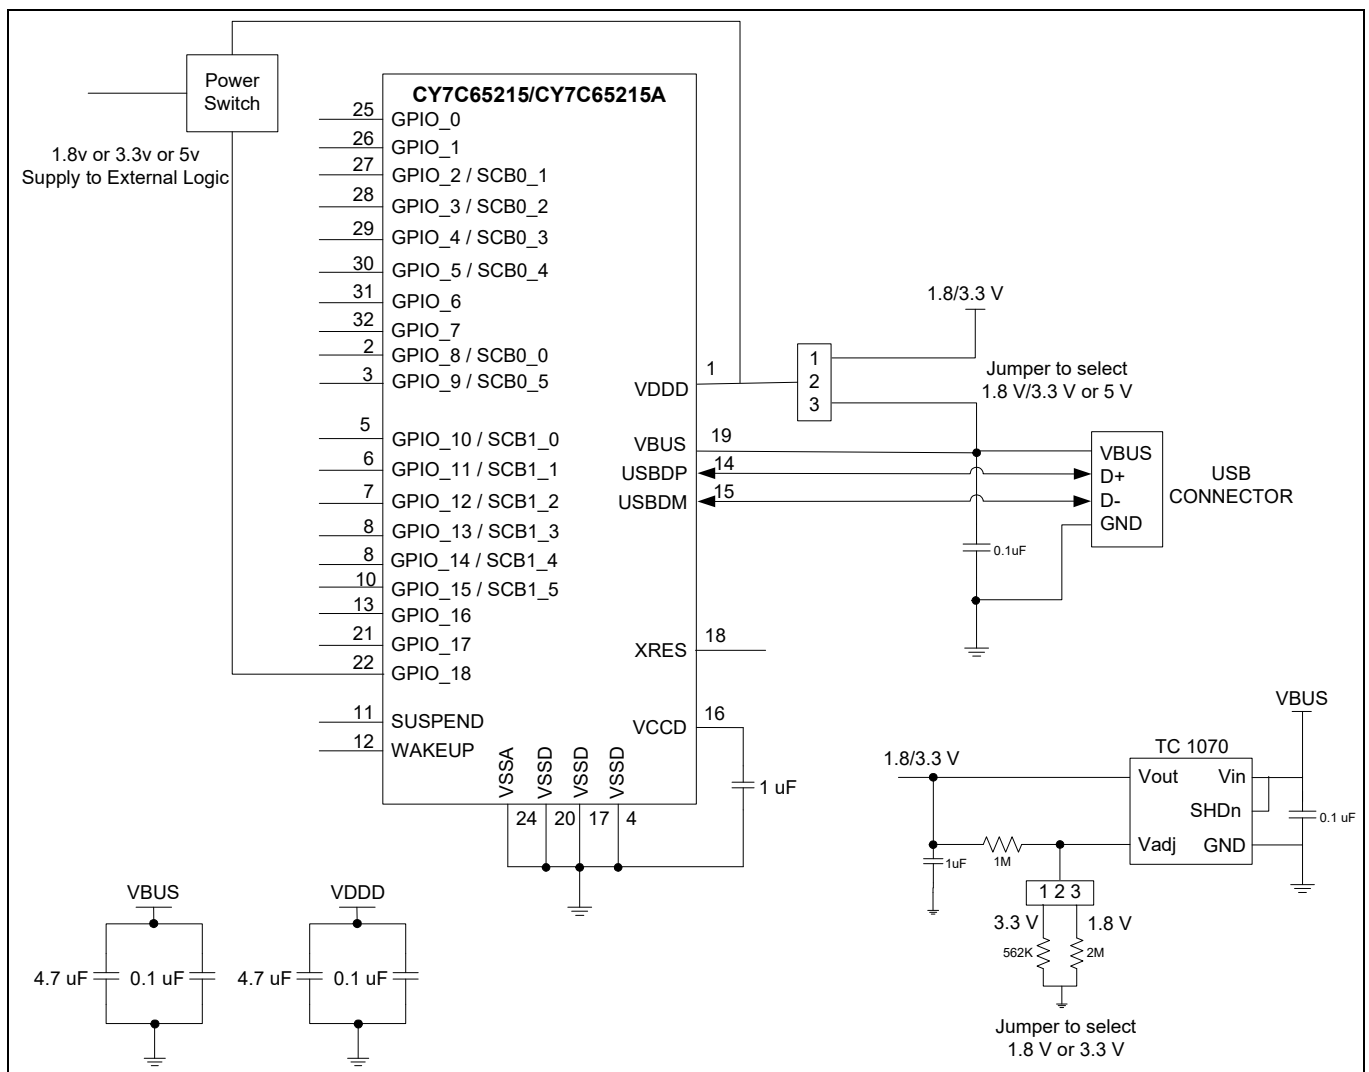 Power
Switch
1.8v or 3.3v or 5v
Supply to External Logic
CY7C65215/CY7C65215A
25
GPIO_0
26
GPIO_1
27
GPIO_2 / SCB0_1
28
GPIO_3 / SCB0_2
29
GPIO_4 / SCB0_3
30
GPIO_5 / SCB0_4
31
GPIO_6
32
GPIO_7
2
GPIO_8 / SCB0_0
3
GPIO_9 / SCB0_5
5
GPIO_10 / SCB1_0
6
GPIO_11 / SCB1_1
7
GPIO_12 / SCB1_2
8
GPIO_13 / SCB1_3
8
GPIO_14 / SCB1_4
10
GPIO_15 / SCB1_5
13
GPIO_16
21
GPIO_17
22
GPIO_18
11
SUSPEND
12
WAKEUP
VDDD
1
VBUS
19
USBDP
14
USBDM
15
XRES
18
VCCD
16
1 uF
VSSA
VSSD
VSSD
VSSD
24
20
17
4
1.8/3.3 V
1
2
3
Jumper to select
1.8 V/3.3 V or 5 V
VBUS
D+
D-
GND
USB
CONNECTOR
0.1uF
VBUS
TC 1070
1.8/3.3 V
Vout
Vin
SHDn
Vadj
GND
0.1 uF
1uF
1M
1 2 3
3.3 V
1.8 V
562K
2M
Jumper to select
1.8 V or 3.3 V
VBUS
4.7 uF
0.1 uF
VDDD
4.7 uF
0.1 uF